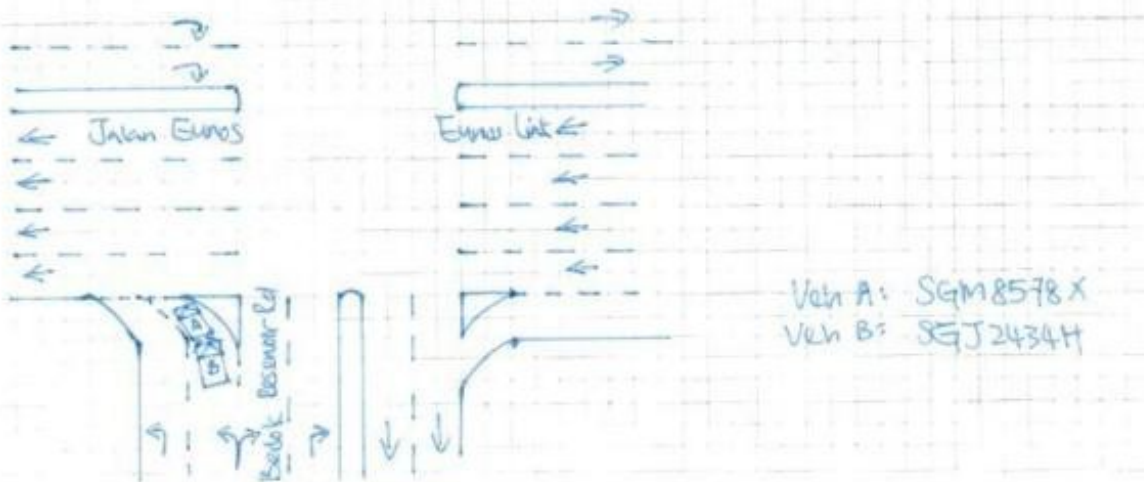 Jalan Eunos
Eunos Link
Bedok Reservoir Rd
A
B
Veh A: SGM8578X
Veh B: SGJ2434H